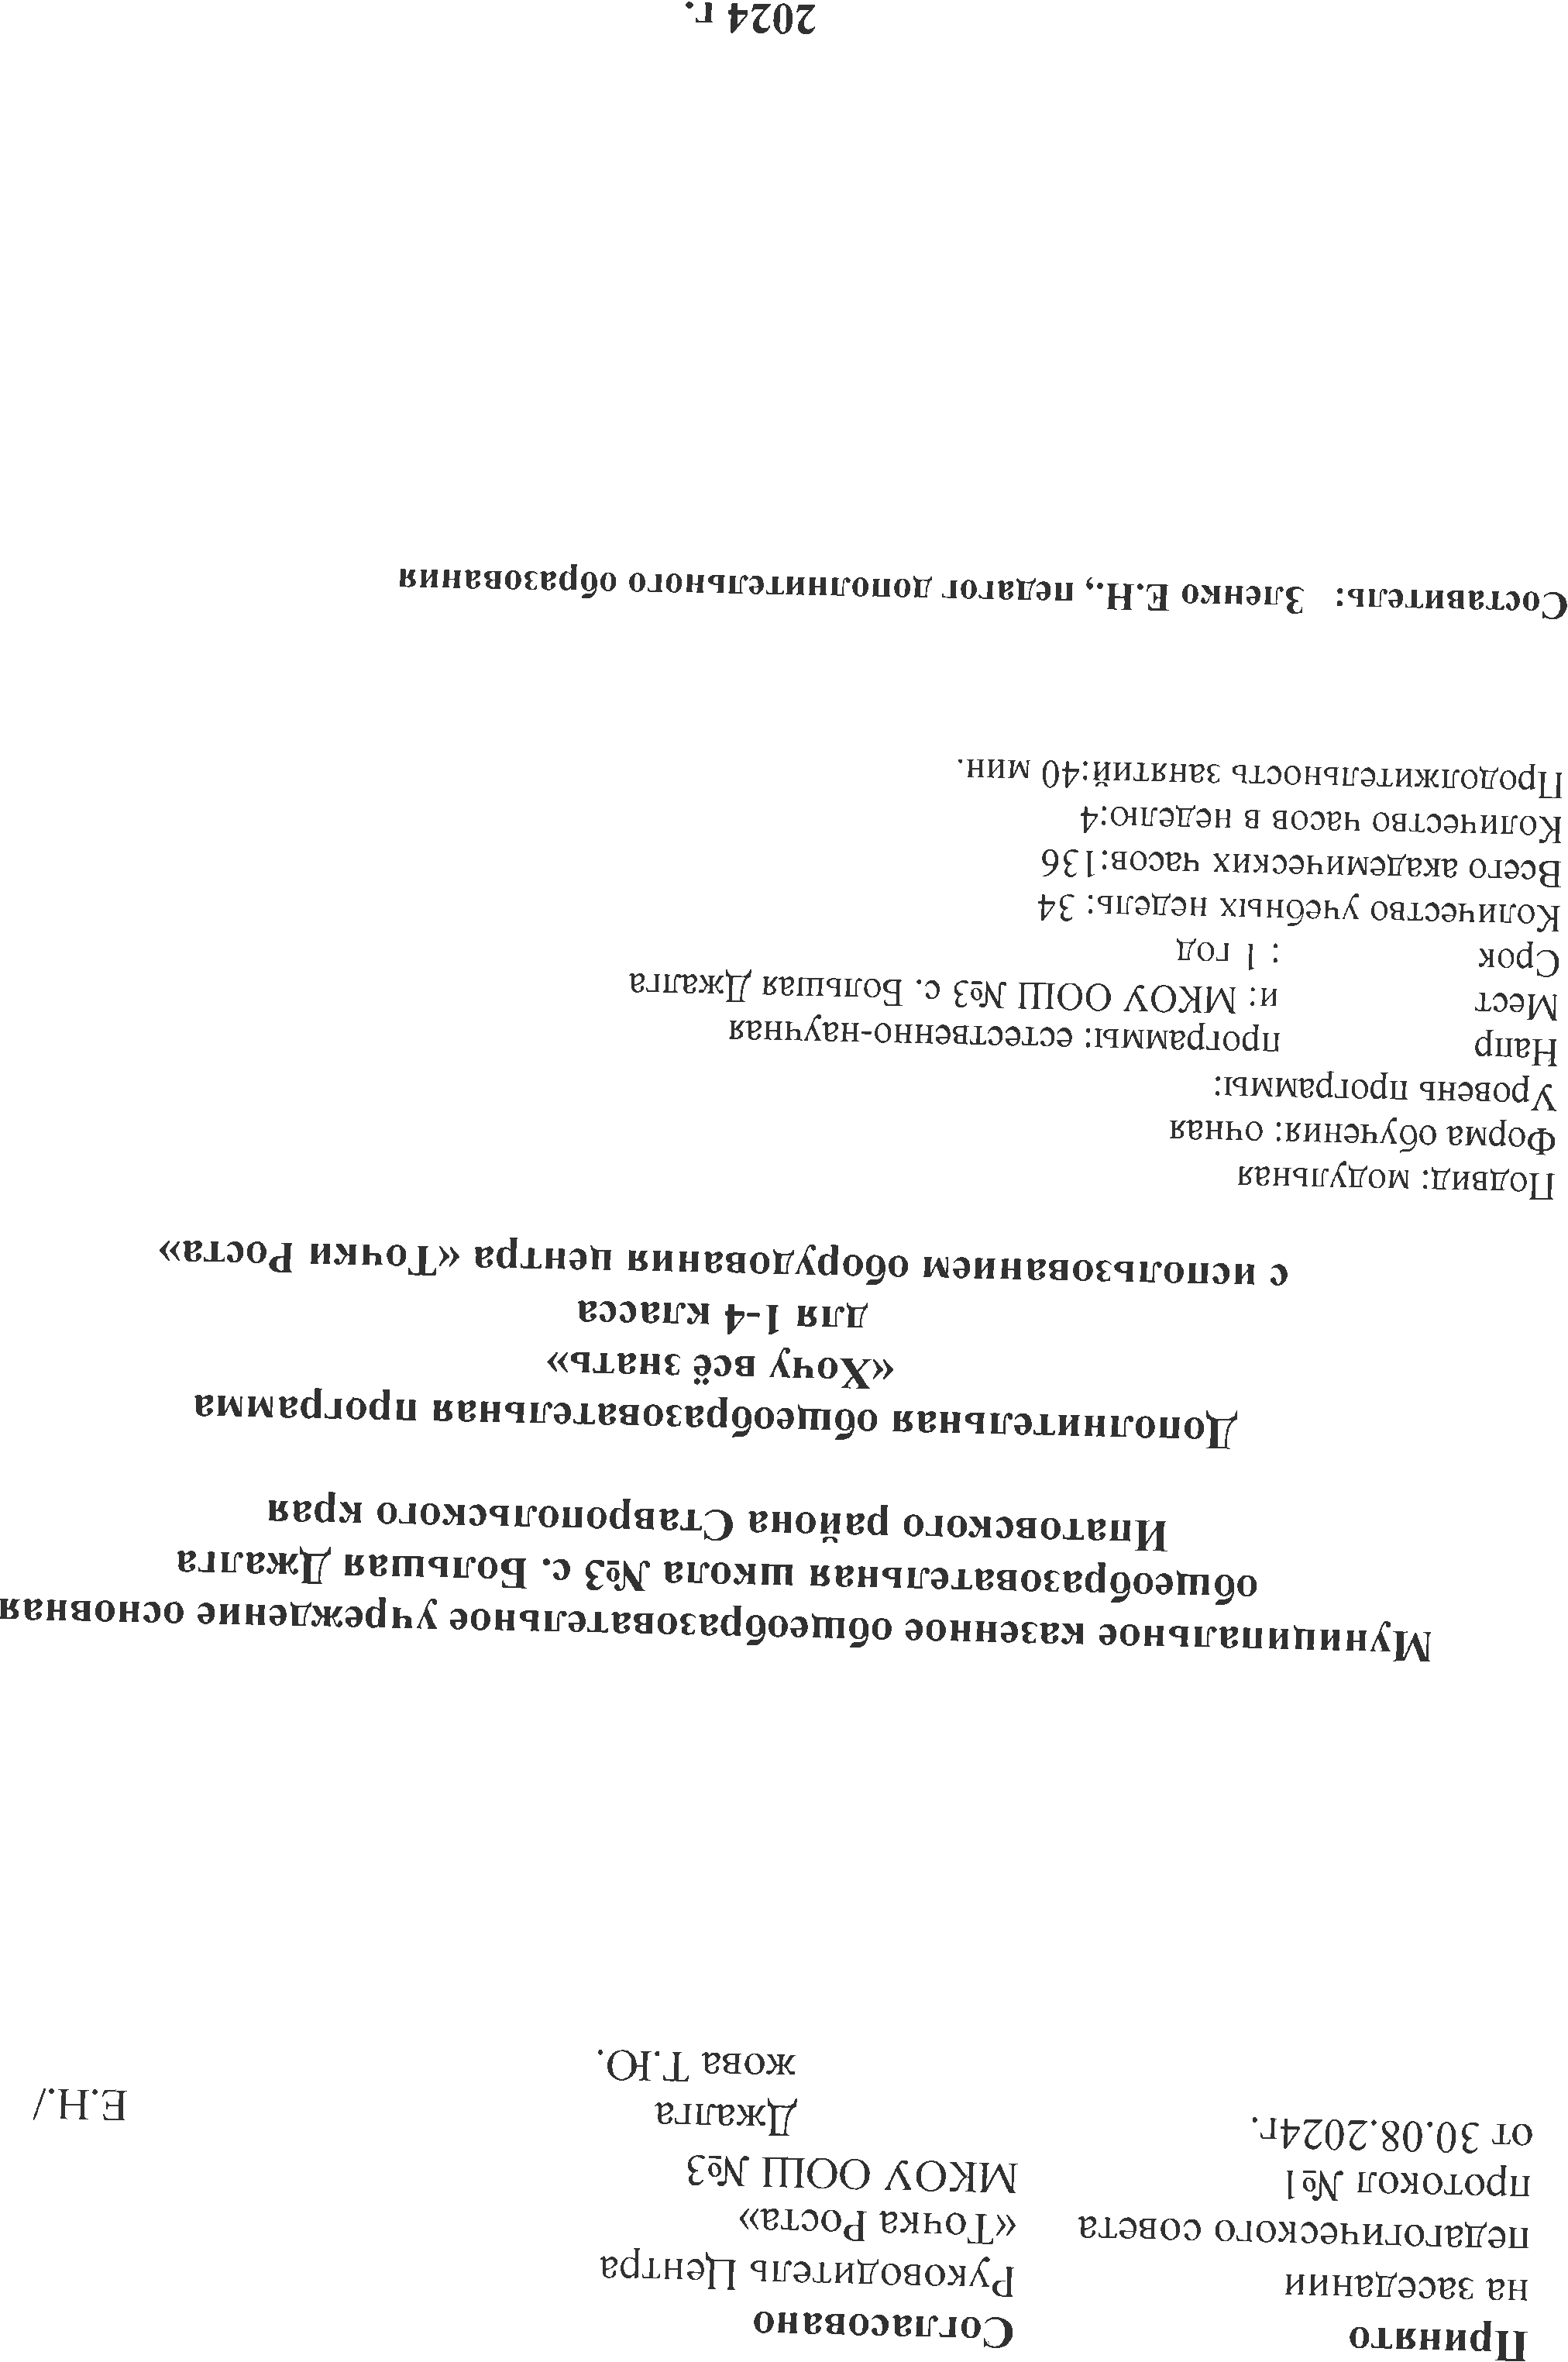 Принято
на заседании
педагогического совета
протокол №1
от 30.08.2024г.
Согласовано
Руководитель Центра
«Точка Роста»
МКОУ ООШ №3
Джалга
жова Т.Ю.
Е.Н./
Муниципальное казенное общеобразовательное учреждение основная
общеобразовательная школа №3 с. Большая Джалга
Ипатовского района Ставропольского края
Дополнительная общеобразовательная программа
«Хочу всё знать»
для 1-4 класса
с использованием оборудования центра «Точки Роста»
Подвид: модульная
Форма обучения: очная
Уровень программы:
Напр программы: естественно-научная
Мест и: МКОУ ООШ №3 с. Большая Джалга
Срок : 1 год
Количество учебных недель: 34
Всего академических часов:136
Количество часов в неделю:4
Продолжительность занятий:40 мин.
Составитель: Зленко Е.Н., педагог дополнительного образования
2024 г.